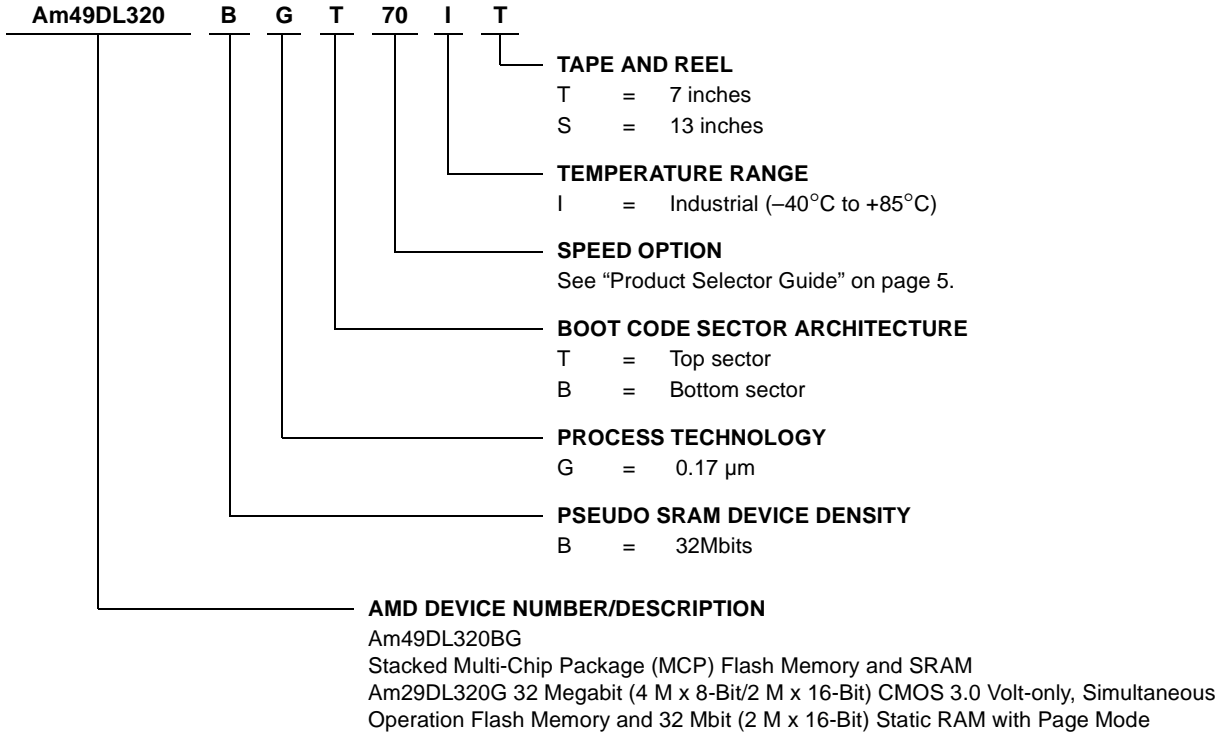 Am49DL320 B G T 70 I T
TAPE AND REEL
T = 7 inches
S = 13 inches
TEMPERATURE RANGE
I = Industrial (–40°C to +85°C)
SPEED OPTION
See “Product Selector Guide” on page 5.
BOOT CODE SECTOR ARCHITECTURE
T = Top sector
B = Bottom sector
PROCESS TECHNOLOGY
G = 0.17 µm
PSEUDO SRAM DEVICE DENSITY
B = 32Mbits
AMD DEVICE NUMBER/DESCRIPTION
Am49DL320BG
Stacked Multi-Chip Package (MCP) Flash Memory and SRAM
Am29DL320G 32 Megabit (4 M x 8-Bit/2 M x 16-Bit) CMOS 3.0 Volt-only, Simultaneous
Operation Flash Memory and 32 Mbit (2 M x 16-Bit) Static RAM with Page Mode